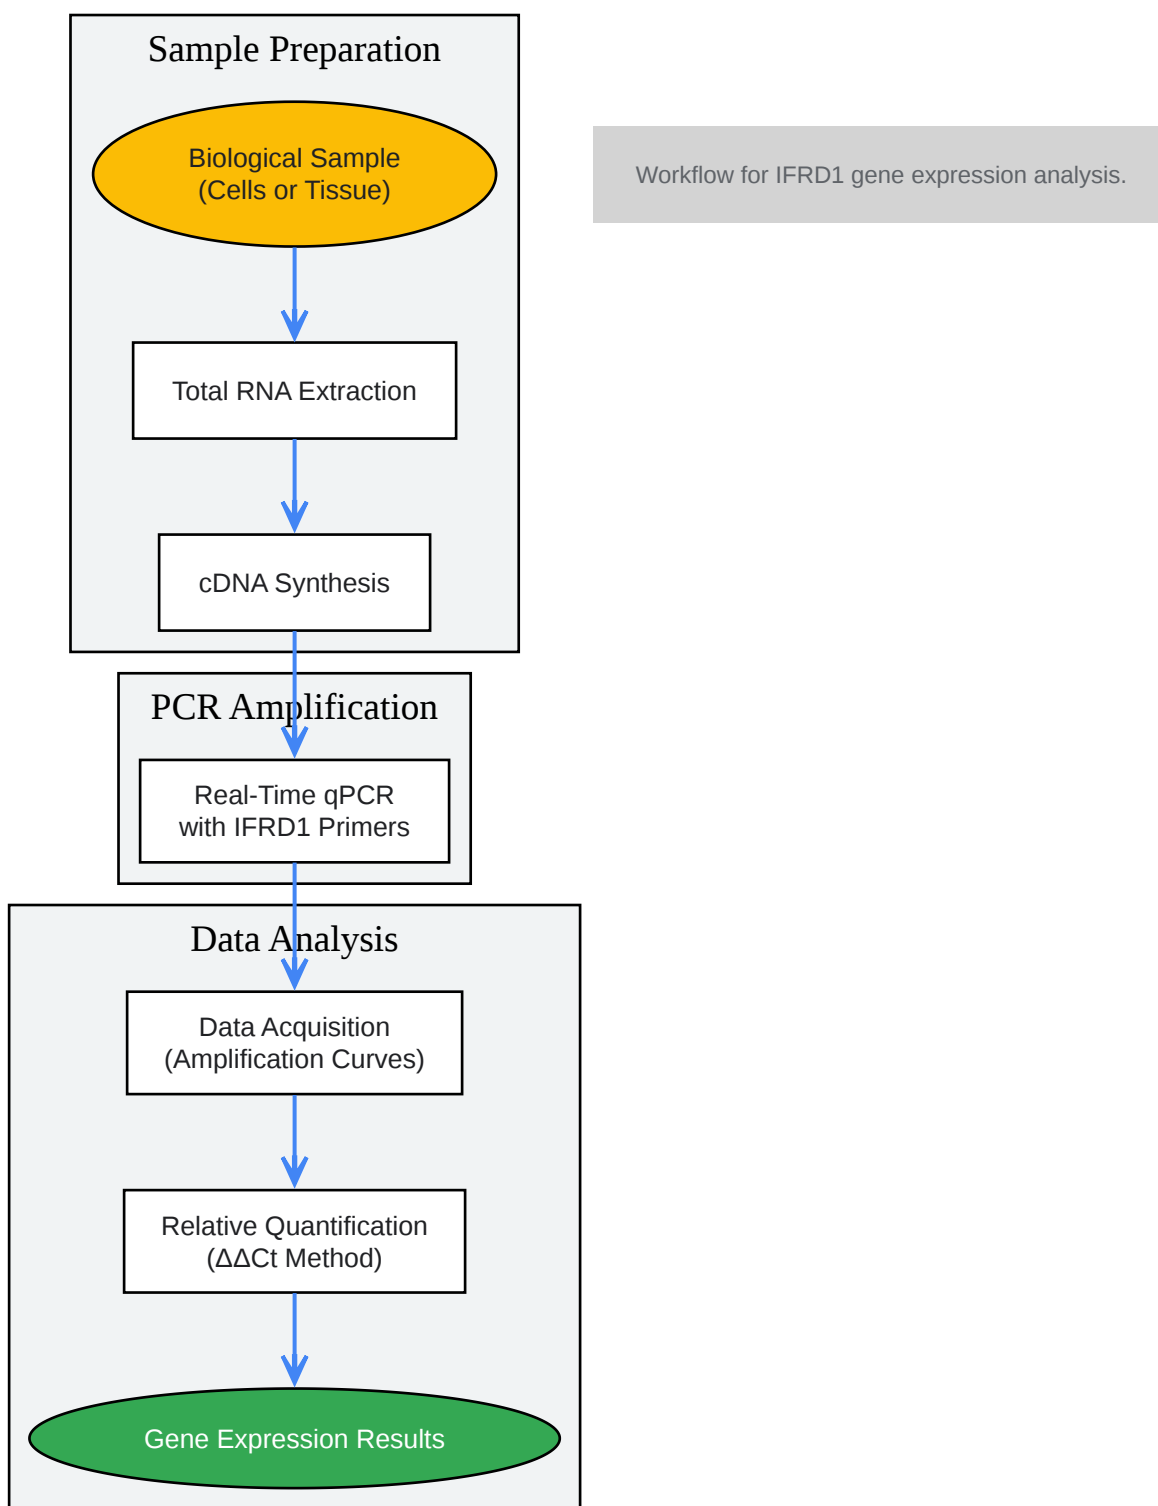 Sample Preparation
Biological Sample
(Cells or Tissue)
Workflow for IFRD1 gene expression analysis.
Total RNA Extraction
cDNA Synthesis
PCR Amplification
Real-Time qPCR
with IFRD1 Primers
Data Analysis
Data Acquisition
(Amplification Curves)
Relative Quantification
(ΔΔCt Method)
Gene Expression Results